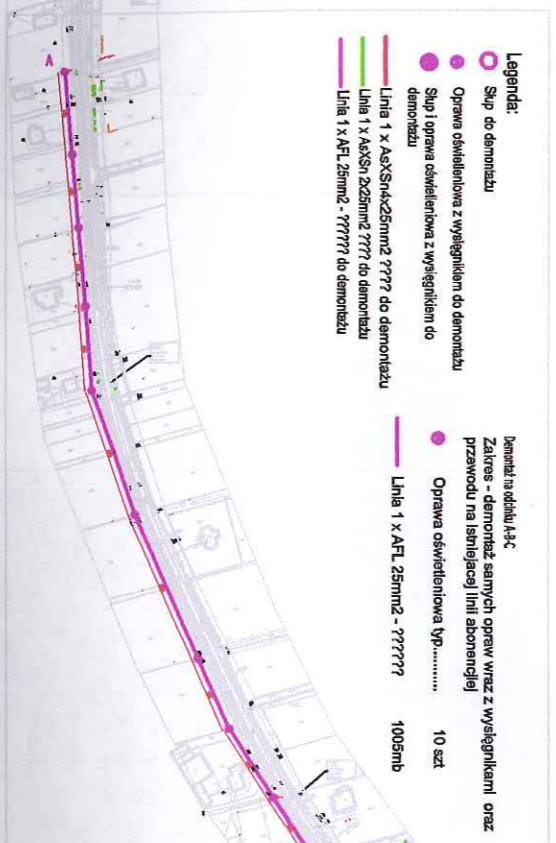 Legenda:
Słup do demontażu
Oprawa oświetleniowa z wysięgnikiem do demontażu
Słup i oprawa oświetleniowa z wysięgnikiem do
demontażu
Linia 1 x AsXSn4x25mm2 ???? do demontażu
Linia 1 x AsXSn 2x25mm2 ???? do demontażu
Linia 1 x AFL 25mm2 - ?????? do demontażu
Demontaż na odcinku A-B-C
Zakres - demontaż samych opraw wraz z wysięgnikami oraz
przewodu na istniejącej linii abonenckiej
Oprawa oświetleniowa typ........... 10 szt
Linia 1 x AFL 25mm2 - ?????? 1005mb
A